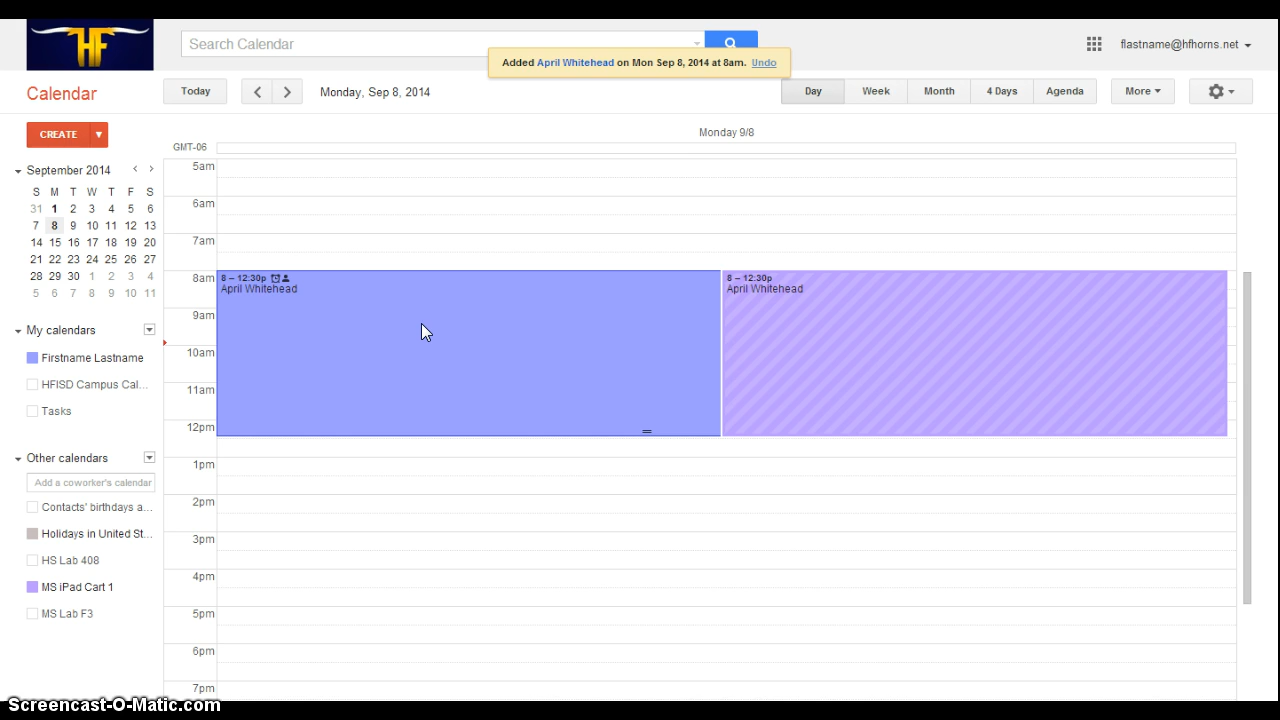 HF
Search Calendar
flastname@hfhorns.net
Added April Whitehead on Mon Sep 8, 2014 at 8am. Undo
Calendar
Today
Monday, Sep 8, 2014
Day
Week
Month
4 Days
Agenda
More
CREATE
September 2014
S M T W T F S
31 1 2 3 4 5 6
7 8 9 10 11 12 13
14 15 16 17 18 19 20
21 22 23 24 25 26 27
28 29 30 1 2 3 4
5 6 7 8 9 10 11
My calendars
Firstname Lastname
HFISD Campus Cal...
Tasks
Other calendars
Add a coworker's calendar
Contacts' birthdays a...
Holidays in United St...
HS Lab 408
MS iPad Cart 1
MS Lab F3
Monday 9/8
GMT-06
5am
6am
7am
8am
8 – 12:30p
April Whitehead
8 – 12:30p
April Whitehead
9am
10am
11am
12pm
1pm
2pm
3pm
4pm
5pm
6pm
7pm
Screencast-O-Matic.com